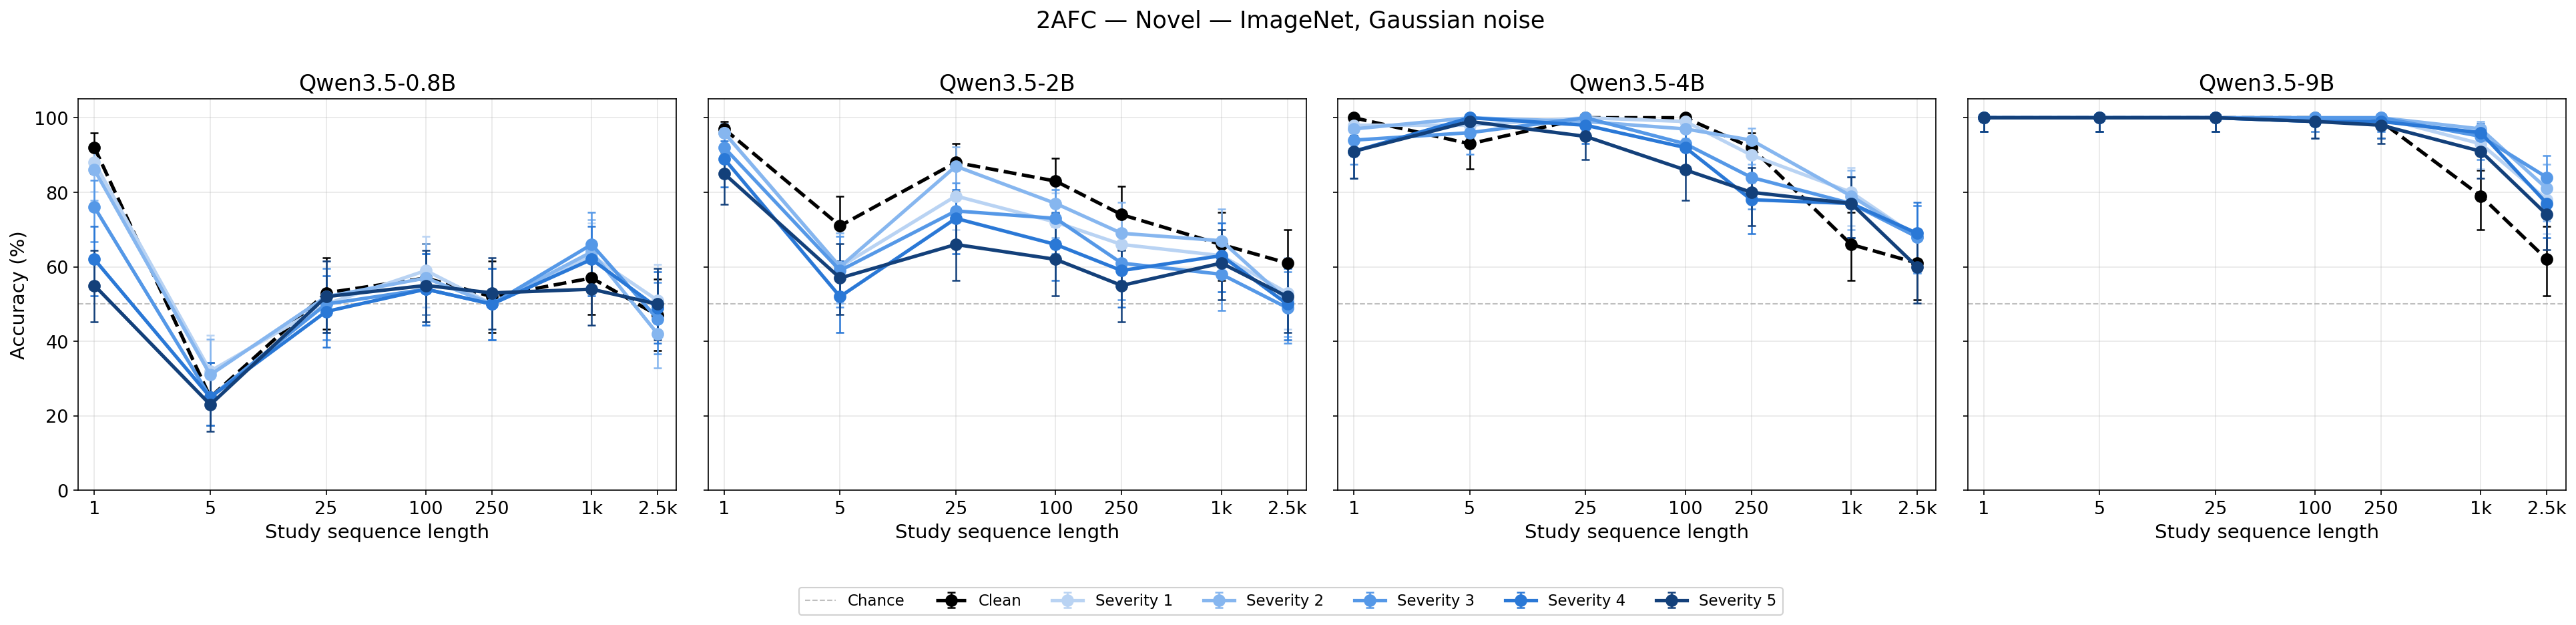 2AFC — Novel — ImageNet, Gaussian noise
Qwen3.5-0.8B
Qwen3.5-2B
Qwen3.5-4B
Qwen3.5-9B
Accuracy (%)
100
80
60
40
20
0
1 5 25 100 250 1k 2.5k
1 5 25 100 250 1k 2.5k
1 5 25 100 250 1k 2.5k
1 5 25 100 250 1k 2.5k
Study sequence length
Study sequence length
Study sequence length
Study sequence length
Chance Clean Severity 1 Severity 2 Severity 3 Severity 4 Severity 5